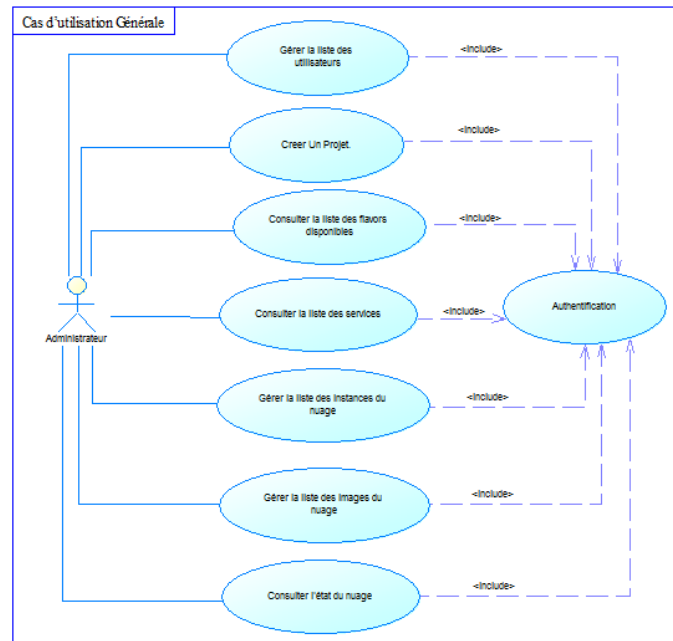 Cas d'utilisation Générale
Gérer la liste des
utilisateurs
<Include>
Creer Un Projet.
<Include>
Consulter la liste des flavors
disponibles
<Include>
Administrateur
Consulter la liste des services
<Include>
Authentification
Gérer la liste des instances du
nuage
<Include>
Gérer la liste des images du
nuage
<Include>
Consulter l'état du nuage
<Include>